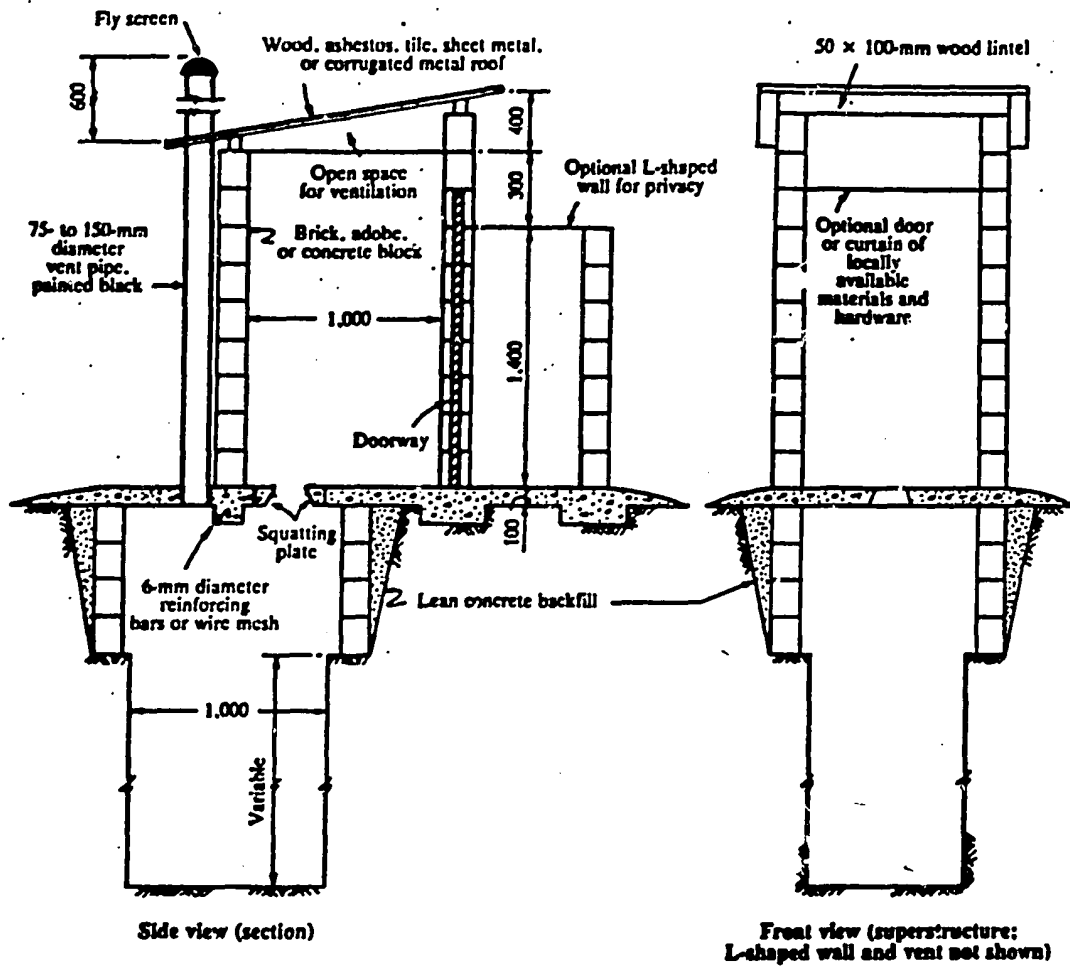 Fly screen
Wood, ashestos, tile, sheet metal,
or corrugated metal roof
50 × 100-mm wood lintel
600
400
Open space
for ventilation
300
Optional L-shaped
wall for privacy
75- to 150-mm
diameter
vent pipe,
painted black
Brick, adobe,
or concrete block
Optional door
or curtain of
locally
available
materials and
hardware
1,000
1,400
Doorway
Squatting
plate
100
6-mm diameter
reinforcing
bars or wire mesh
Lean concrete backfill
1,000
Variable
Side view (section)
Front view (superstructure;
L-shaped wall and vent not shown)